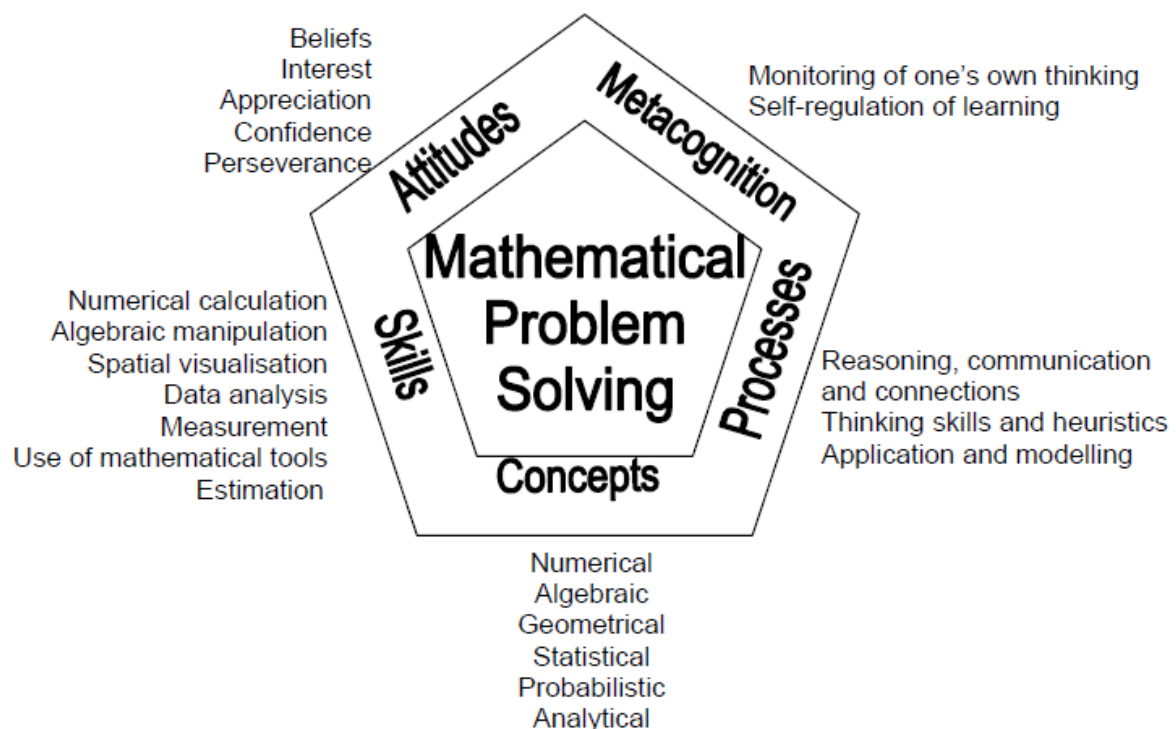 Beliefs
Interest
Appreciation
Confidence
Perseverance
Attitudes
Metacognition
Monitoring of one's own thinking
Self-regulation of learning
Mathematical
Problem
Solving
Skills
Numerical calculation
Algebraic manipulation
Spatial visualisation
Data analysis
Measurement
Use of mathematical tools
Estimation
Processes
Reasoning, communication
and connections
Thinking skills and heuristics
Application and modelling
Concepts
Numerical
Algebraic
Geometrical
Statistical
Probabilistic
Analytical